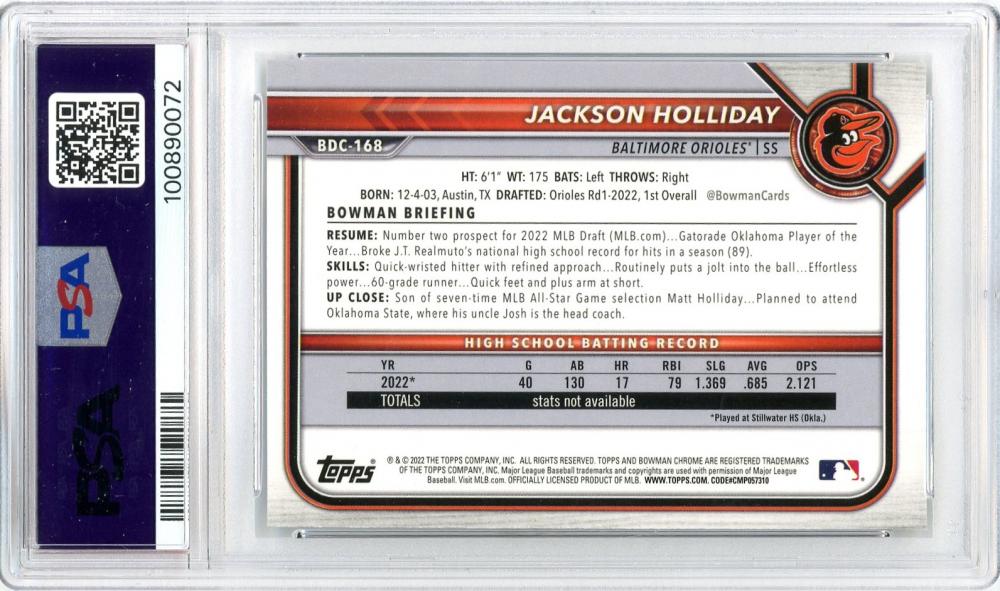 100890072
PSA
PSA
JACKSON HOLLIDAY
BDC-168
BALTIMORE ORIOLES® | SS
HT: 6'1" WT: 175 BATS: Left THROWS: Right
BORN: 12-4-03, Austin, TX DRAFTED: Orioles Rd1-2022, 1st Overall @BowmanCards
BOWMAN BRIEFING
RESUME: Number two prospect for 2022 MLB Draft (MLB.com)...Gatorade Oklahoma Player of the
Year...Broke J.T. Realmuto's national high school record for hits in a season (89).
SKILLS: Quick-wristed hitter with refined approach...Routinely puts a jolt into the ball...Effortless
power...60-grade runner...Quick feet and plus arm at short.
UP CLOSE: Son of seven-time MLB All-Star Game selection Matt Holliday...Planned to attend
Oklahoma State, where his uncle Josh is the head coach.
HIGH SCHOOL BATTING RECORD
YR G AB HR RBI SLG AVG OPS
2022* 40 130 17 79 1.369 .685 2.121
TOTALS stats not available
*Played at Stillwater HS (Okla.)
Topps
® & © 2022 THE TOPPS COMPANY, INC. ALL RIGHTS RESERVED. TOPPS AND BOWMAN CHROME ARE REGISTERED TRADEMARKS
OF THE TOPPS COMPANY, INC. Major League Baseball trademarks and copyrights are used with permission of Major League
Baseball. Visit MLB.com. OFFICIALLY LICENSED PRODUCT OF MLB. WWW.TOPPS.COM. CODE#CMP057310